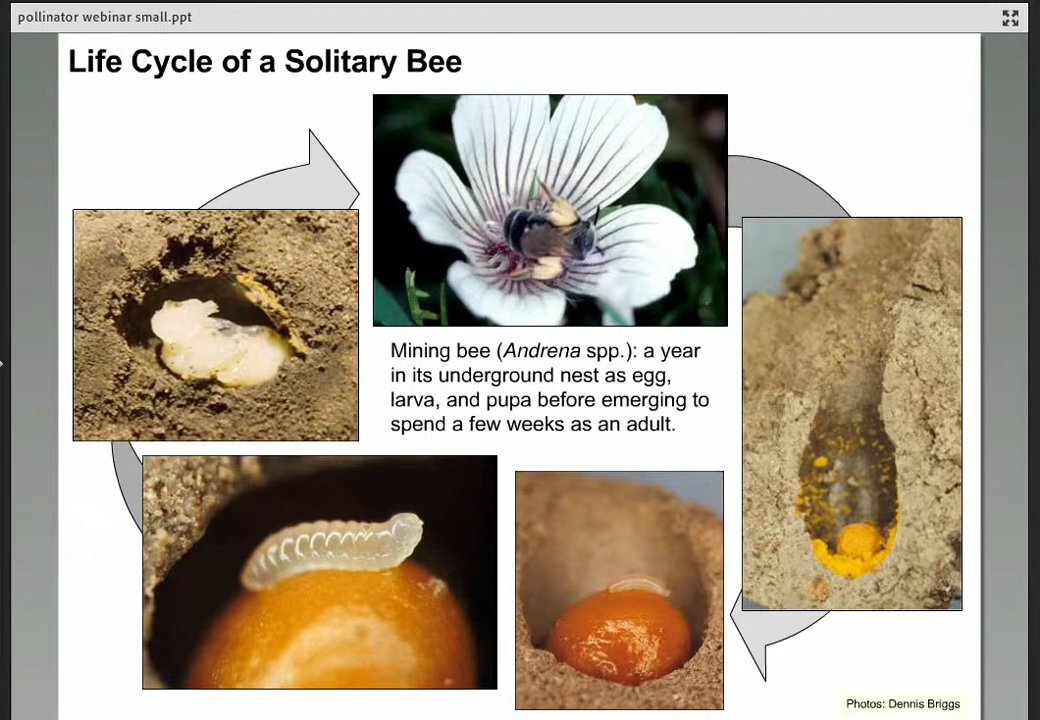 pollinator webinar small.ppt
Life Cycle of a Solitary Bee
Mining bee (Andrena spp.): a year
in its underground nest as egg,
larva, and pupa before emerging to
spend a few weeks as an adult.
Photos: Dennis Briggs